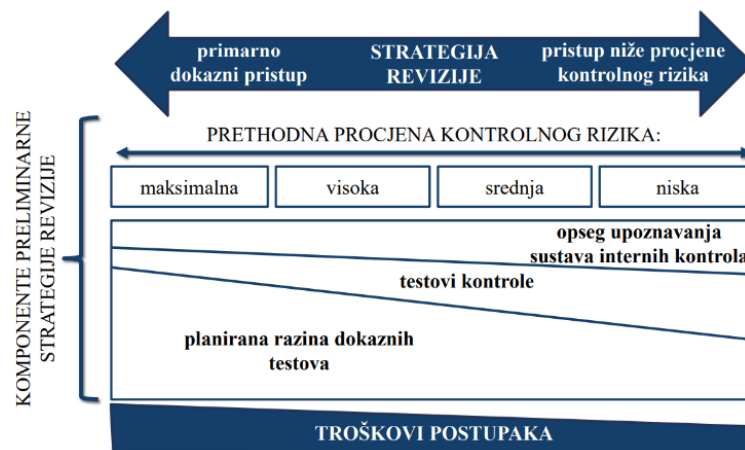 primarno
dokazni pristup
STRATEGIJA
REVIZIJE
pristup niže procjene
kontrolnog rizika
KOMPONENTE PRELIMINARNE
STRATEGIJE REVIZIJE
PRETHODNA PROCJENA KONTROLNOG RIZIKA:
maksimalna
visoka
srednja
niska
opseg upoznavanja
sustava internih kontrola
testovi kontrole
planirana razina dokaznih
testova
TROŠKOVI POSTUPAKA